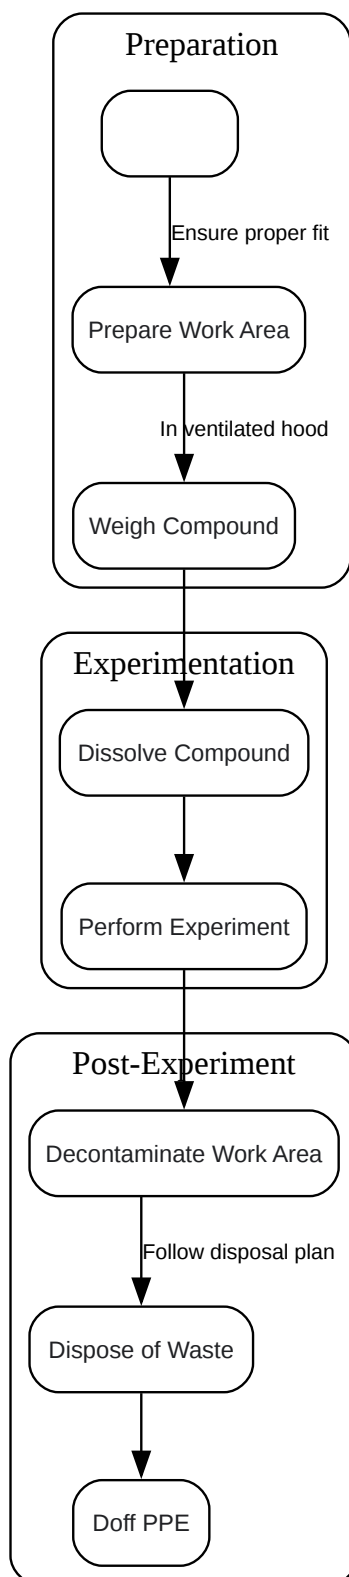 Preparation
Ensure proper fit
Prepare Work Area
In ventilated hood
Weigh Compound
Experimentation
Dissolve Compound
Perform Experiment
Post-Experiment
Decontaminate Work Area
Follow disposal plan
Dispose of Waste
Doff PPE